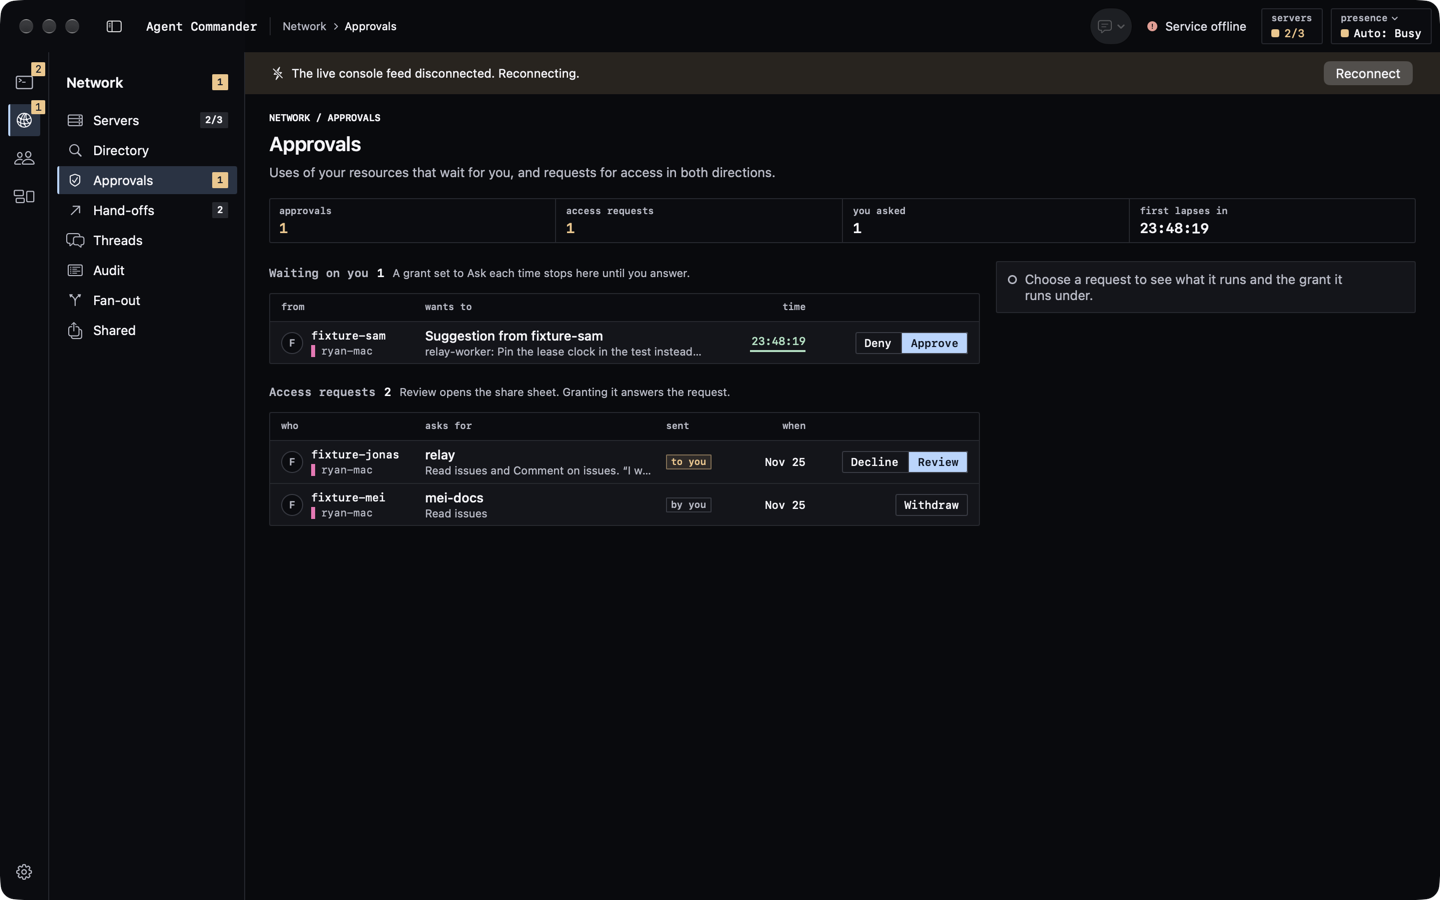 Agent Commander
Network > Approvals
Service offline
servers
2/3
presence
Auto: Busy
2
1
Network
1
Servers
2/3
Directory
Approvals
1
Hand-offs
2
Threads
Audit
Fan-out
Shared
The live console feed disconnected. Reconnecting.
Reconnect
NETWORK / APPROVALS
Approvals
Uses of your resources that wait for you, and requests for access in both directions.
approvals
1
access requests
1
you asked
1
first lapses in
23:48:19
Waiting on you 1 A grant set to Ask each time stops here until you answer.
from wants to time
F
fixture-sam
ryan-mac
Suggestion from fixture-sam
relay-worker: Pin the lease clock in the test instead...
23:48:19
Deny
Approve
Access requests 2 Review opens the share sheet. Granting it answers the request.
who asks for sent when
F
fixture-jonas
ryan-mac
relay
Read issues and Comment on issues. “I w...
to you
Nov 25
Decline
Review
F
fixture-mei
ryan-mac
mei-docs
Read issues
by you
Nov 25
Withdraw
Choose a request to see what it runs and the grant it
runs under.